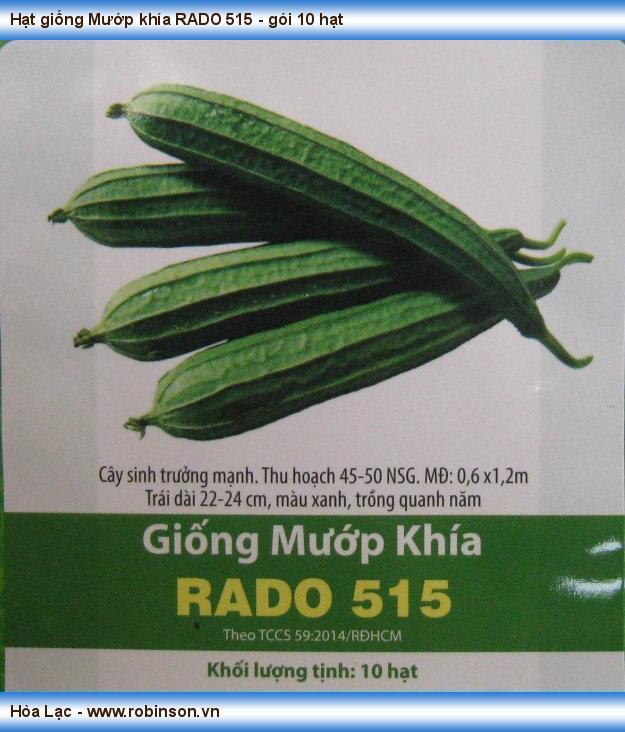 Hạt giống Mướp khía RADO 515 - gói 10 hạt
Cây sinh trưởng mạnh. Thu hoạch 45-50 NSG. MĐ: 0,6 x1,2m
Trái dài 22-24 cm, màu xanh, trồng quanh năm
Giống Mướp Khía
RADO 515
Theo TCCS 59:2014/RĐHCM
Khối lượng tịnh: 10 hạt
Hòa Lạc - www.robinson.vn